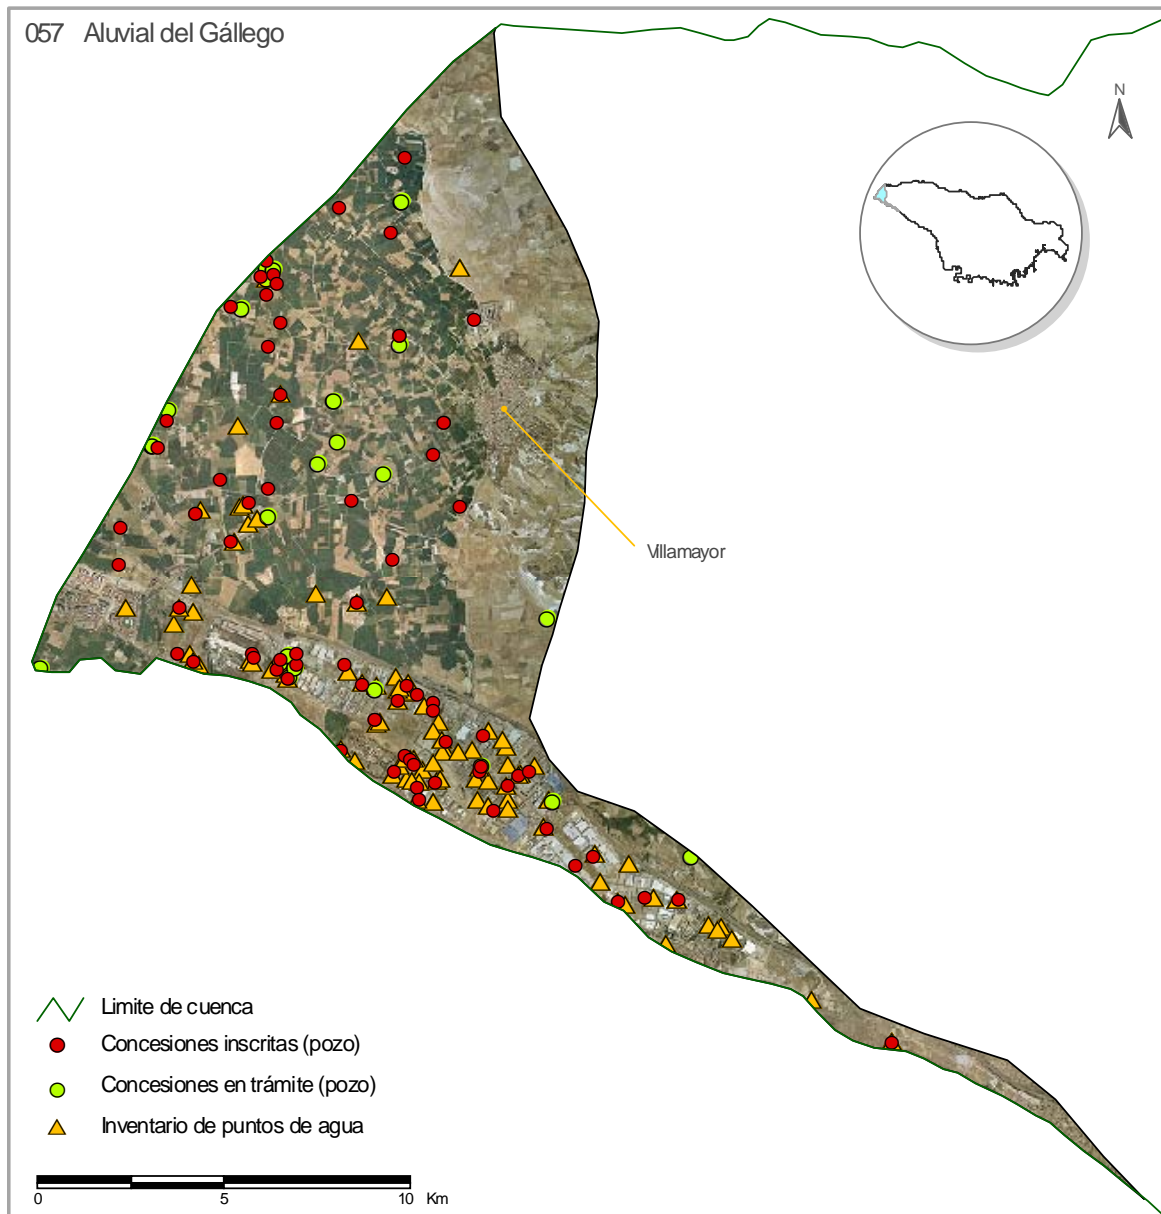 057 Aluvial del Gállego
N
Villamayor
Limite de cuenca
Concesiones inscritas (pozo)
Concesiones en trámite (pozo)
Inventario de puntos de agua
0 5 10 Km